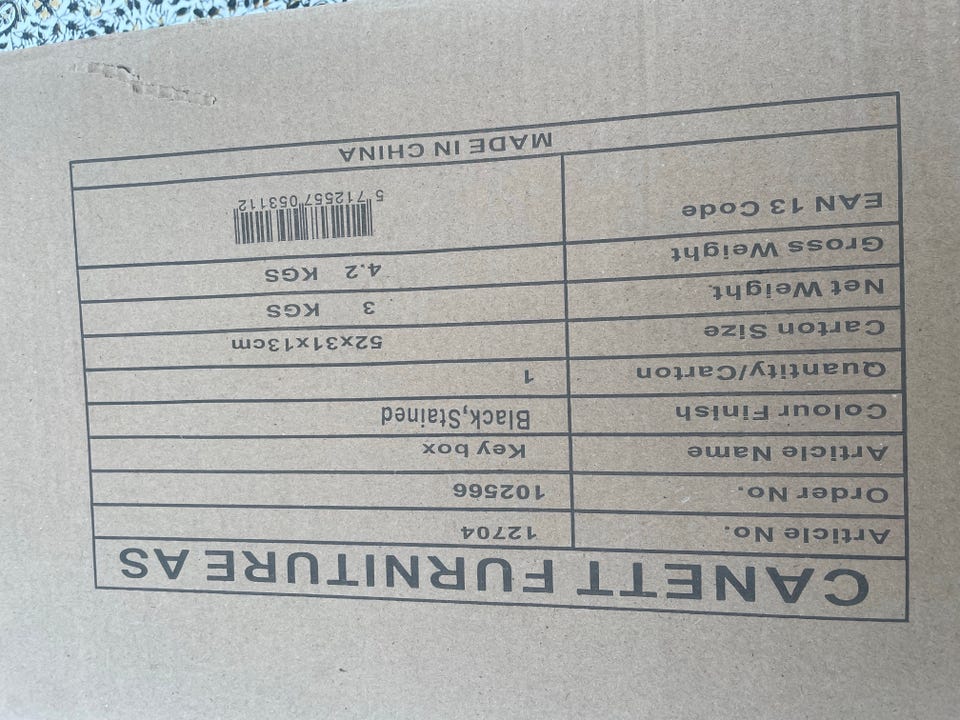 CANETT FURNITURE AS
Article No. 12704
Order No. 102566
Article Name Key box
Colour Finish Black,Stained
Quantity/Carton 1
Carton Size 52x31x13cm
Net Weight 3 KGS
Gross Weight 4.2 KGS
EAN 13 Code 5 712557 053112
MADE IN CHINA